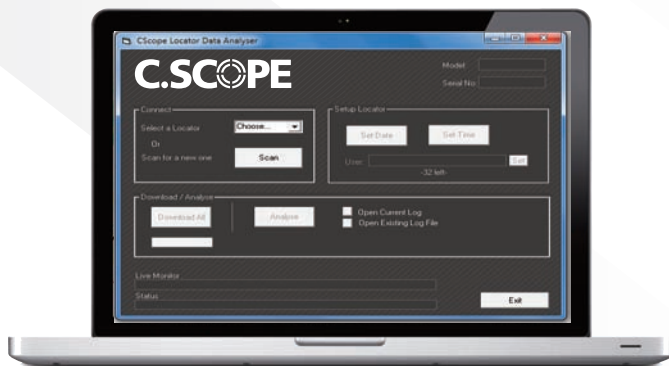 CScope Locator Data Analyser
C.SCOPE
Model
Serial No
Connect
Select a Locator
Choose...
Or
Scan for a new one
Scan
Setup Locator
Set Date
Set Time
User
Set
-32 left-
Download / Analyse
Download All
Analyse
Open Current Log
Open Existing Log File
Live Monitor
Status
Exit